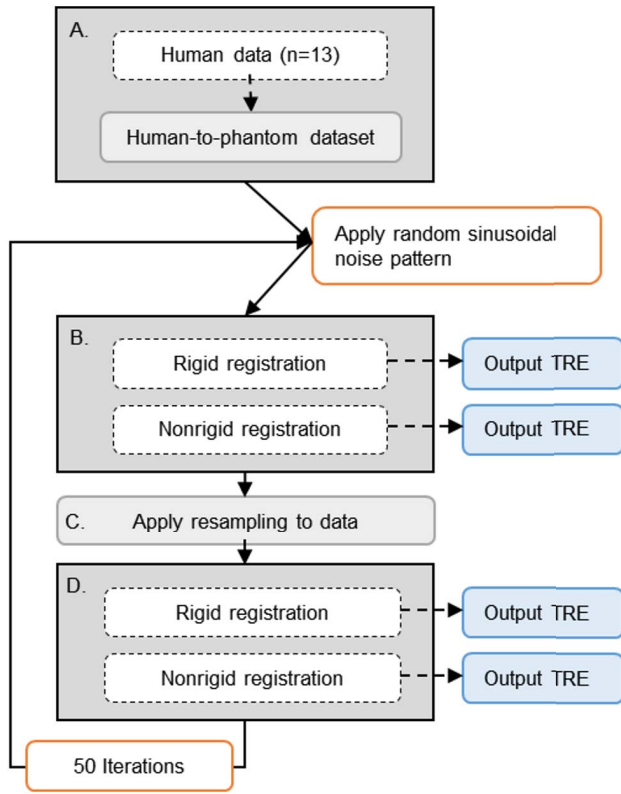 A.
Human data (n=13)
Human-to-phantom dataset
Apply random sinusoidal
noise pattern
B.
Rigid registration
Output TRE
Nonrigid registration
Output TRE
C.
Apply resampling to data
D.
Rigid registration
Output TRE
Nonrigid registration
Output TRE
50 Iterations